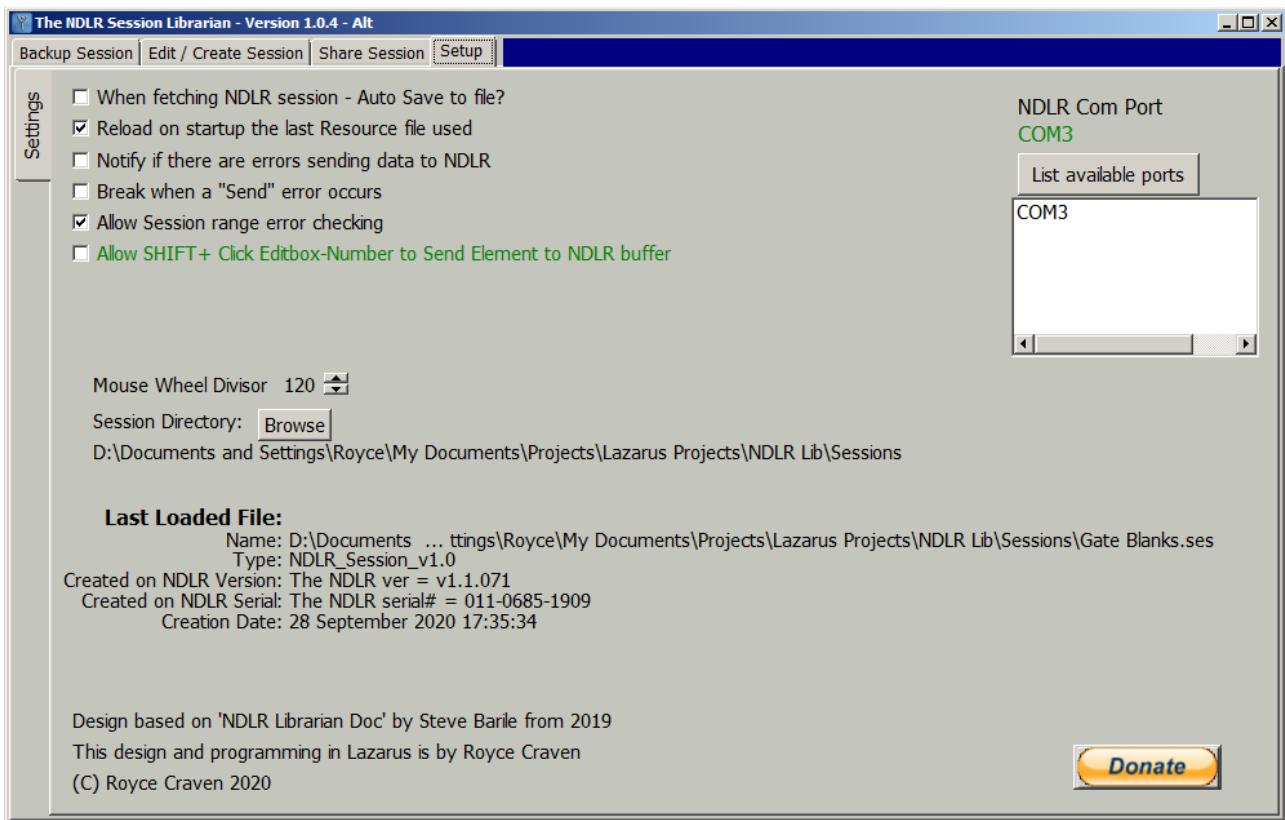 The NDLR Session Librarian - Version 1.0.4 - Alt
Backup Session Edit / Create Session Share Session Setup
Settings
When fetching NDLR session - Auto Save to file?
Reload on startup the last Resource file used
Notify if there are errors sending data to NDLR
Break when a "Send" error occurs
Allow Session range error checking
Allow SHIFT+ Click Editbox-Number to Send Element to NDLR buffer
NDLR Com Port
COM3
List available ports
COM3
Mouse Wheel Divisor 120
Session Directory: Browse
D:\Documents and Settings\Royce\My Documents\Projects\Lazarus Projects\NDLR Lib\Sessions
Last Loaded File:
Name: D:\Documents ... ttings\Royce\My Documents\Projects\Lazarus Projects\NDLR Lib\Sessions\Gate Blanks.ses
Type: NDLR_Session_v1.0
Created on NDLR Version: The NDLR ver = v1.1.071
Created on NDLR Serial: The NDLR serial# = 011-0685-1909
Creation Date: 28 September 2020 17:35:34
Design based on 'NDLR Librarian Doc' by Steve Barile from 2019
This design and programming in Lazarus is by Royce Craven
(C) Royce Craven 2020
Donate